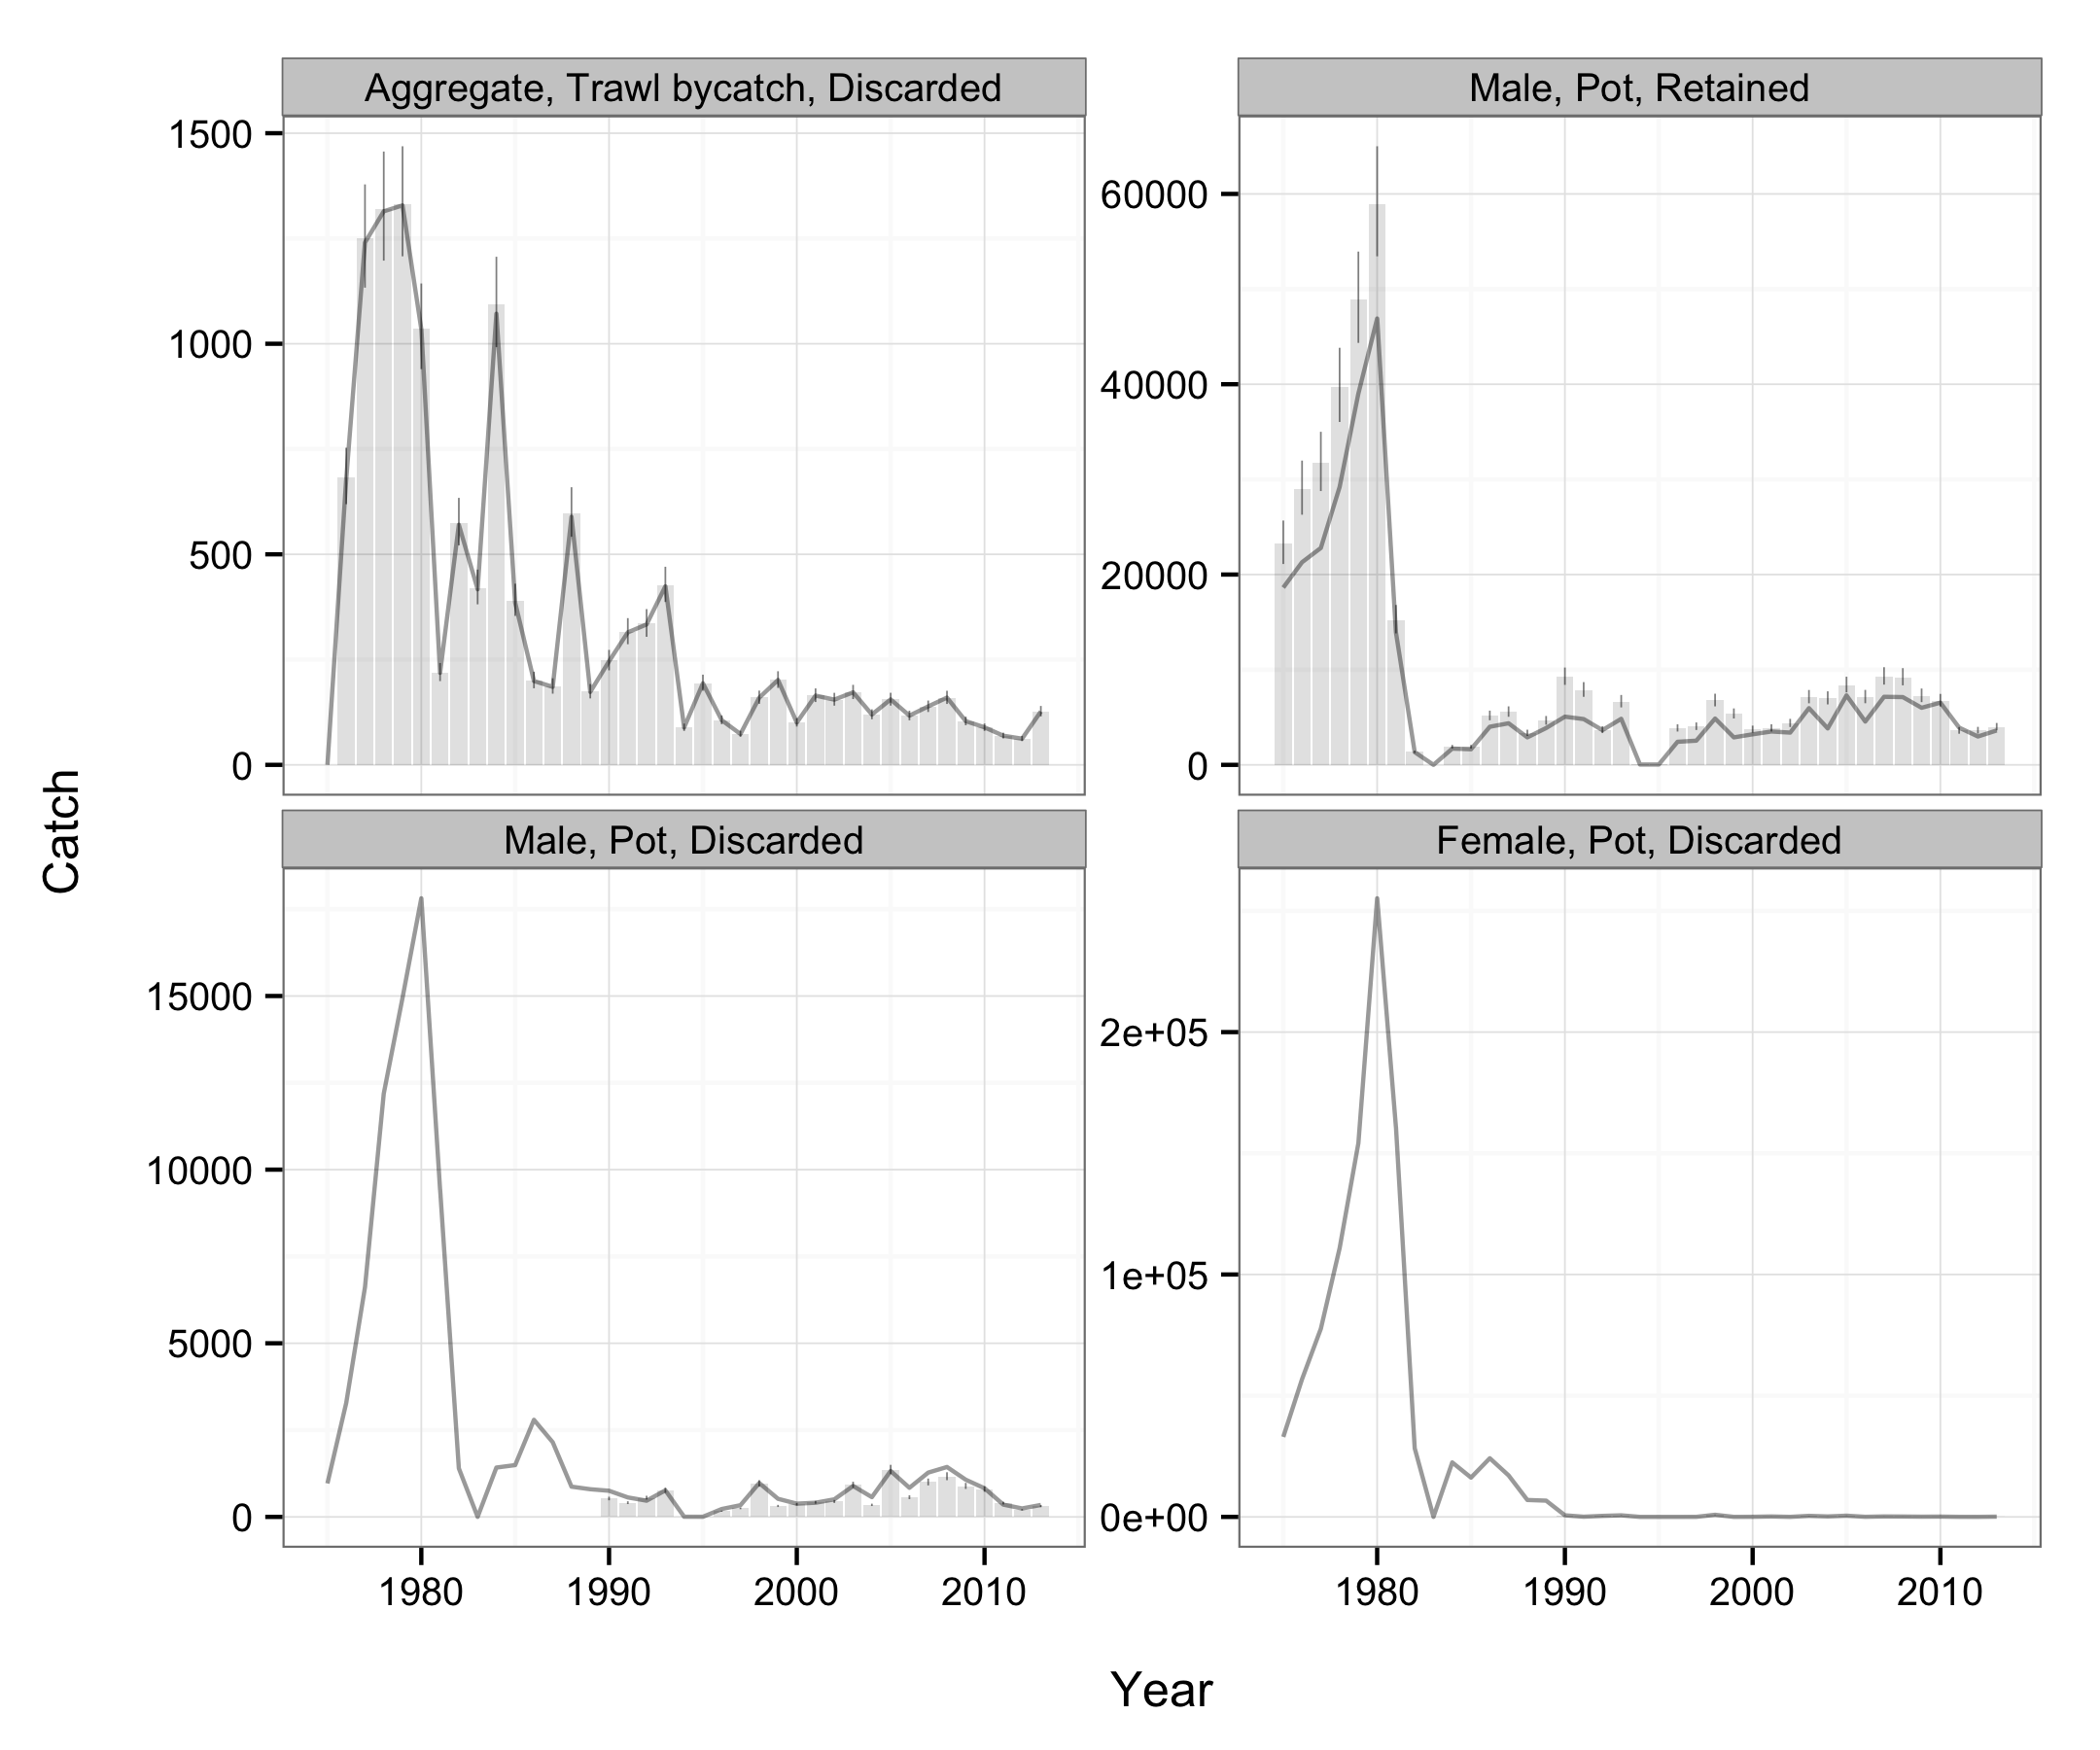 Aggregate, Trawl bycatch, Discarded
Male, Pot, Retained
1500
1000
500
0
60000
40000
20000
0
Catch
Male, Pot, Discarded
Female, Pot, Discarded
15000
10000
5000
0
2e+05
1e+05
0e+00
1980 1990 2000 2010
1980 1990 2000 2010
Year